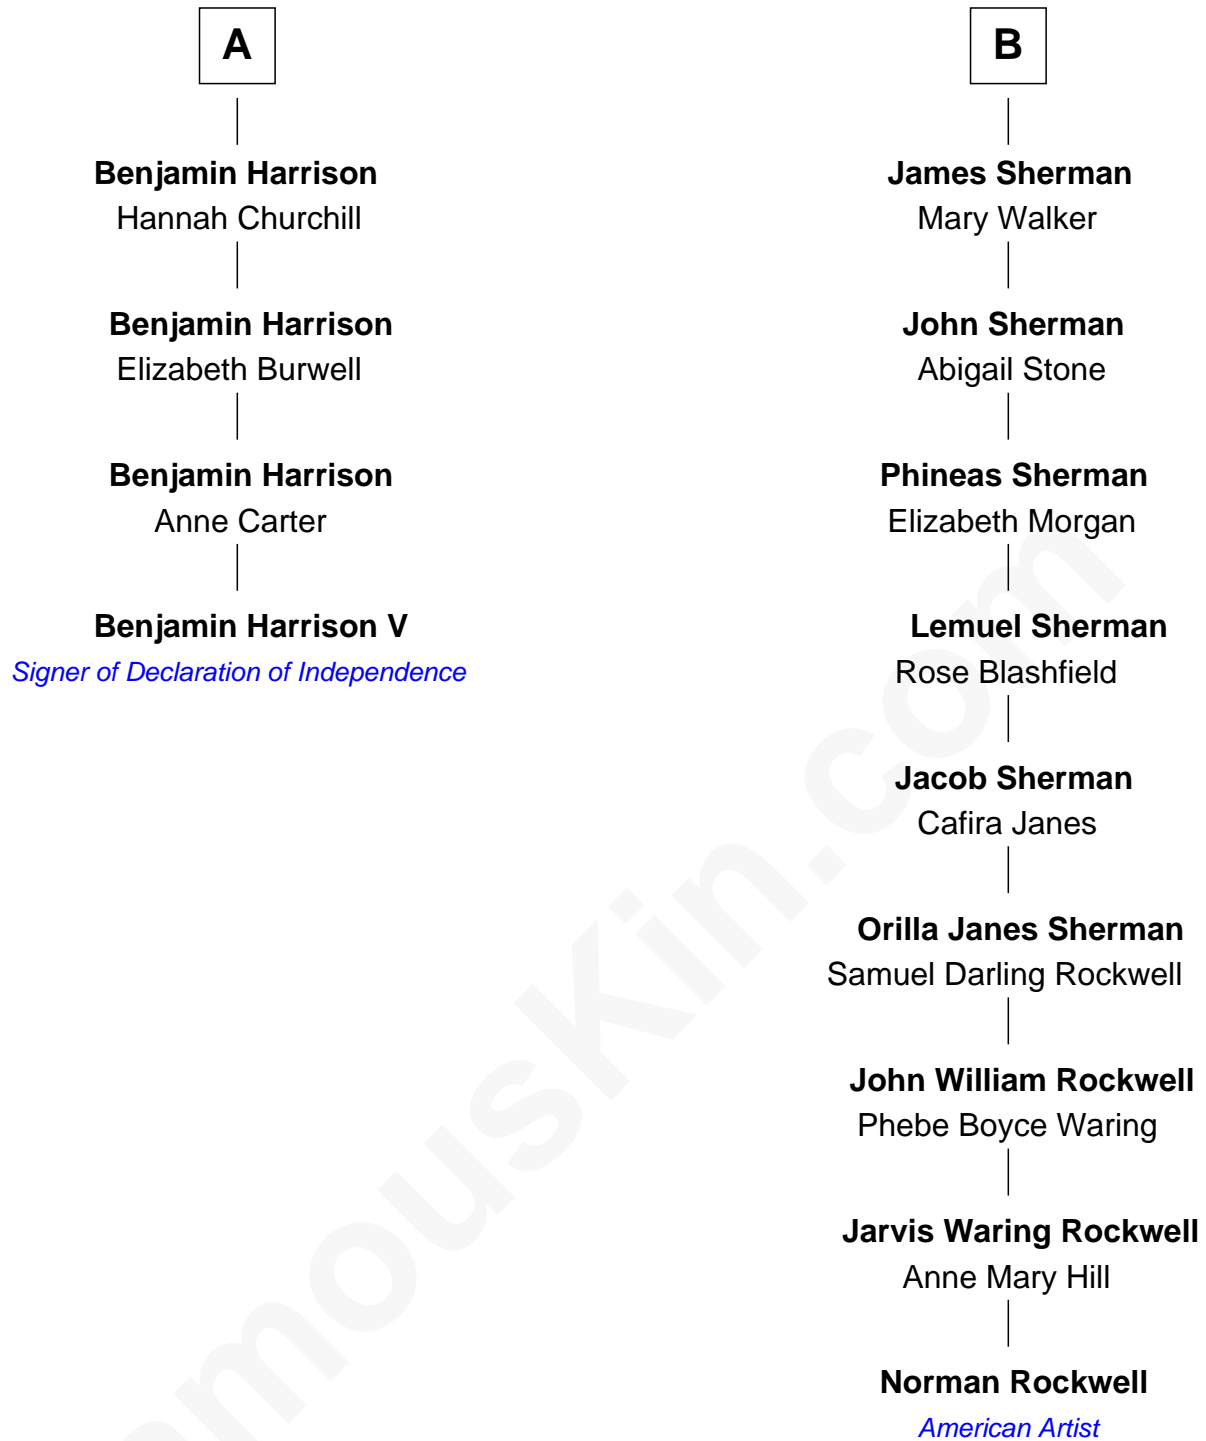 A
Benjamin Harrison
Hannah Churchill
Benjamin Harrison
Elizabeth Burwell
Benjamin Harrison
Anne Carter
Benjamin Harrison V
Signer of Declaration of Independence
B
James Sherman
Mary Walker
John Sherman
Abigail Stone
Phineas Sherman
Elizabeth Morgan
Lemuel Sherman
Rose Blashfield
Jacob Sherman
Cafira Janes
Orilla Janes Sherman
Samuel Darling Rockwell
John William Rockwell
Phebe Boyce Waring
Jarvis Waring Rockwell
Anne Mary Hill
Norman Rockwell
American Artist
amousKin.com